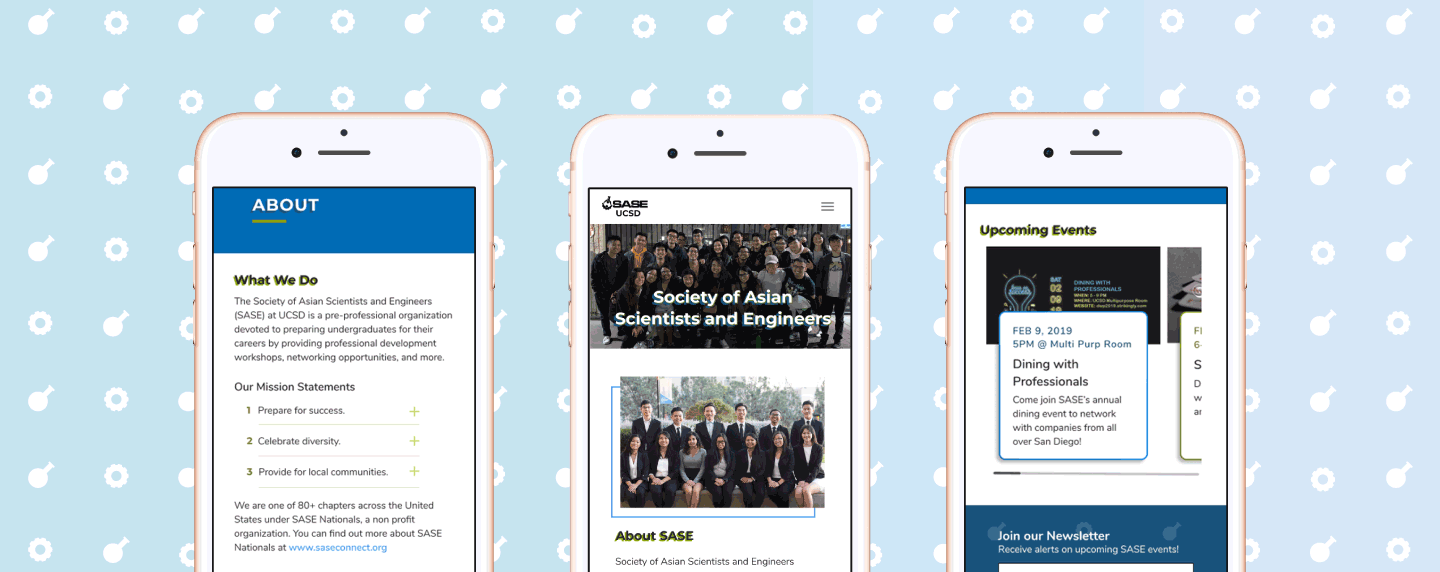 ABOUT
What We Do
The Society of Asian Scientists and Engineers
(SASE) at UCSD is a pre-professional organization
devoted to preparing undergraduates for their
careers by providing professional development
workshops, networking opportunities, and more.
Our Mission Statements
1 Prepare for success.
2 Celebrate diversity.
3 Provide for local communities.
We are one of 80+ chapters across the United
States under SASE Nationals, a non profit
organization. You can find out more about SASE
Nationals at www.saseconnect.org
SASE
UCSD
Society of Asian
Scientists and Engineers
About SASE
Society of Asian Scientists and Engineers
Upcoming Events
SAT
02
09
DINING WITH
PROFESSIONALS
WHERE: UCSD Multipurpose Room
FEB 9, 2019
5PM @ Multi Purp Room
Dining with
Professionals
Come join SASE's annual
dining event to network
with companies from all
over San Diego!
6-
S
D
w
Join our Newsletter
Receive alerts on upcoming SASE events!